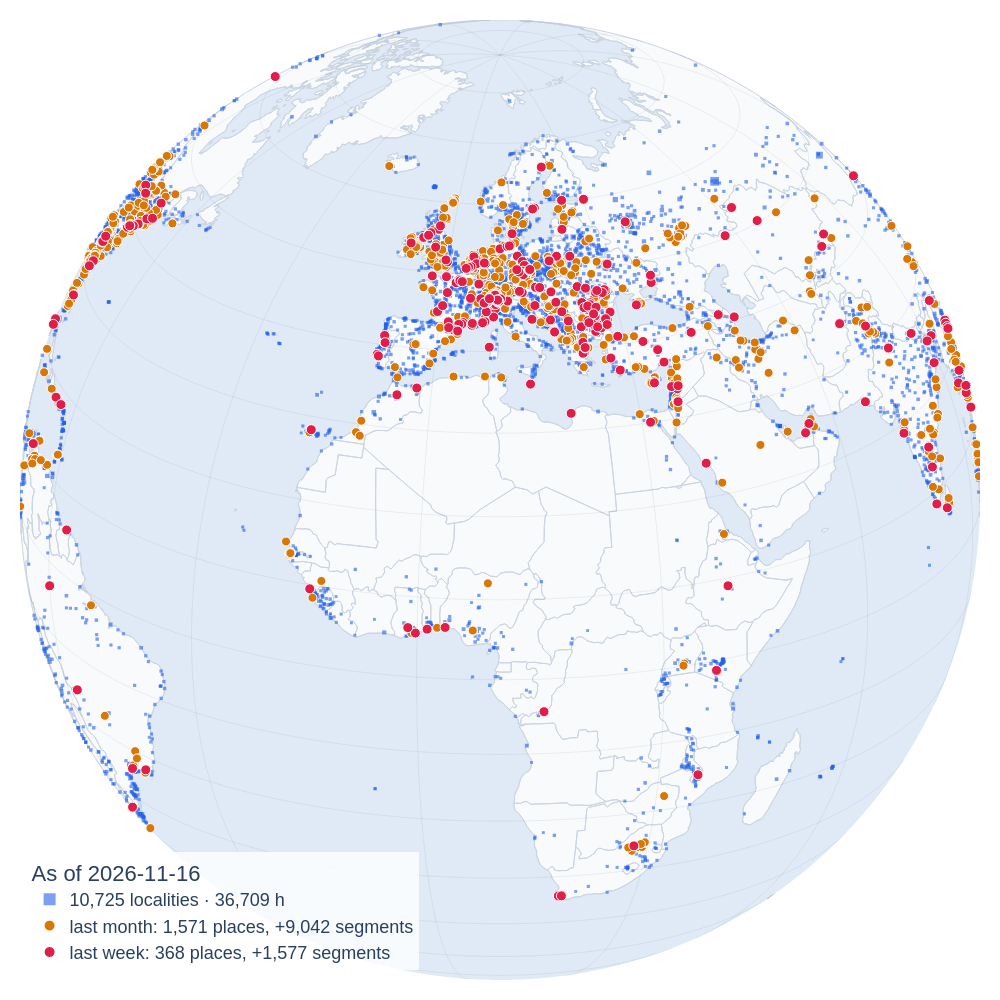 As of 2026-11-16
10,725 localities · 36,709 h
last month: 1,571 places, +9,042 segments
last week: 368 places, +1,577 segments